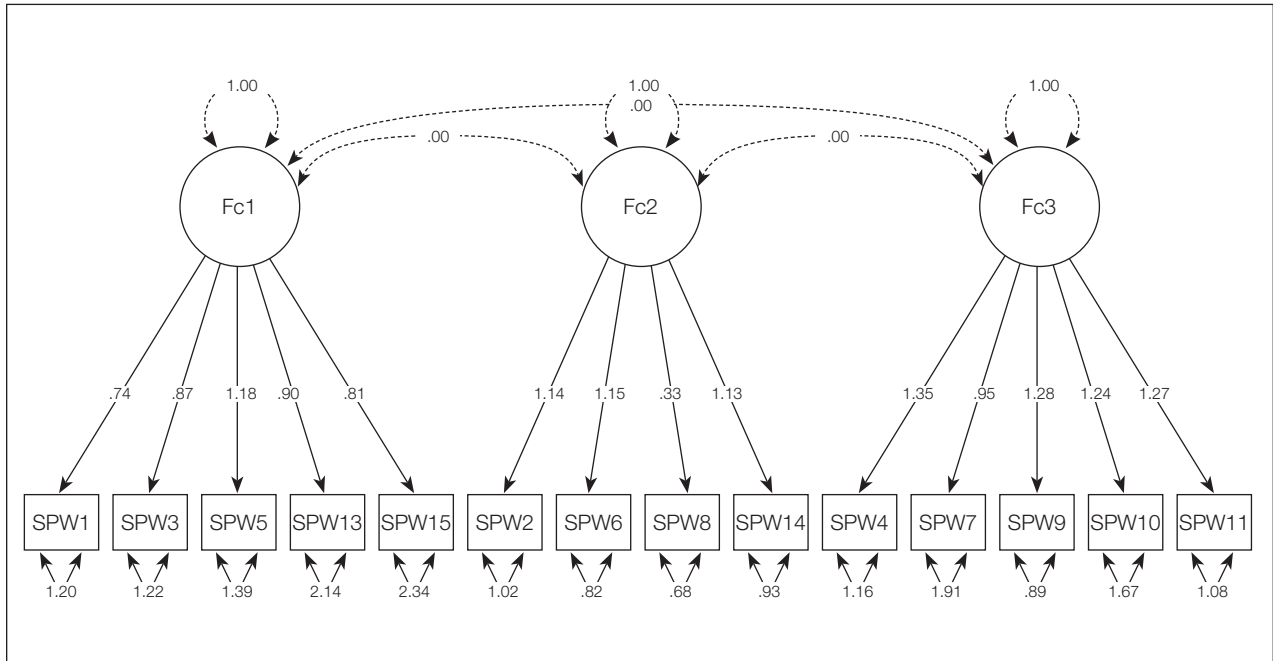 1.00 1.00 1.00
.00
.00 .00
Fc1 Fc2 Fc3
.74 .87 1.18 .90 .81 1.14 1.15 .33 1.13 1.35 .95 1.28 1.24 1.27
SPW1 SPW3 SPW5 SPW13 SPW15 SPW2 SPW6 SPW8 SPW14 SPW4 SPW7 SPW9 SPW10 SPW11
1.20 1.22 1.39 2.14 2.34 1.02 .82 .68 .93 1.16 1.91 .89 1.67 1.08